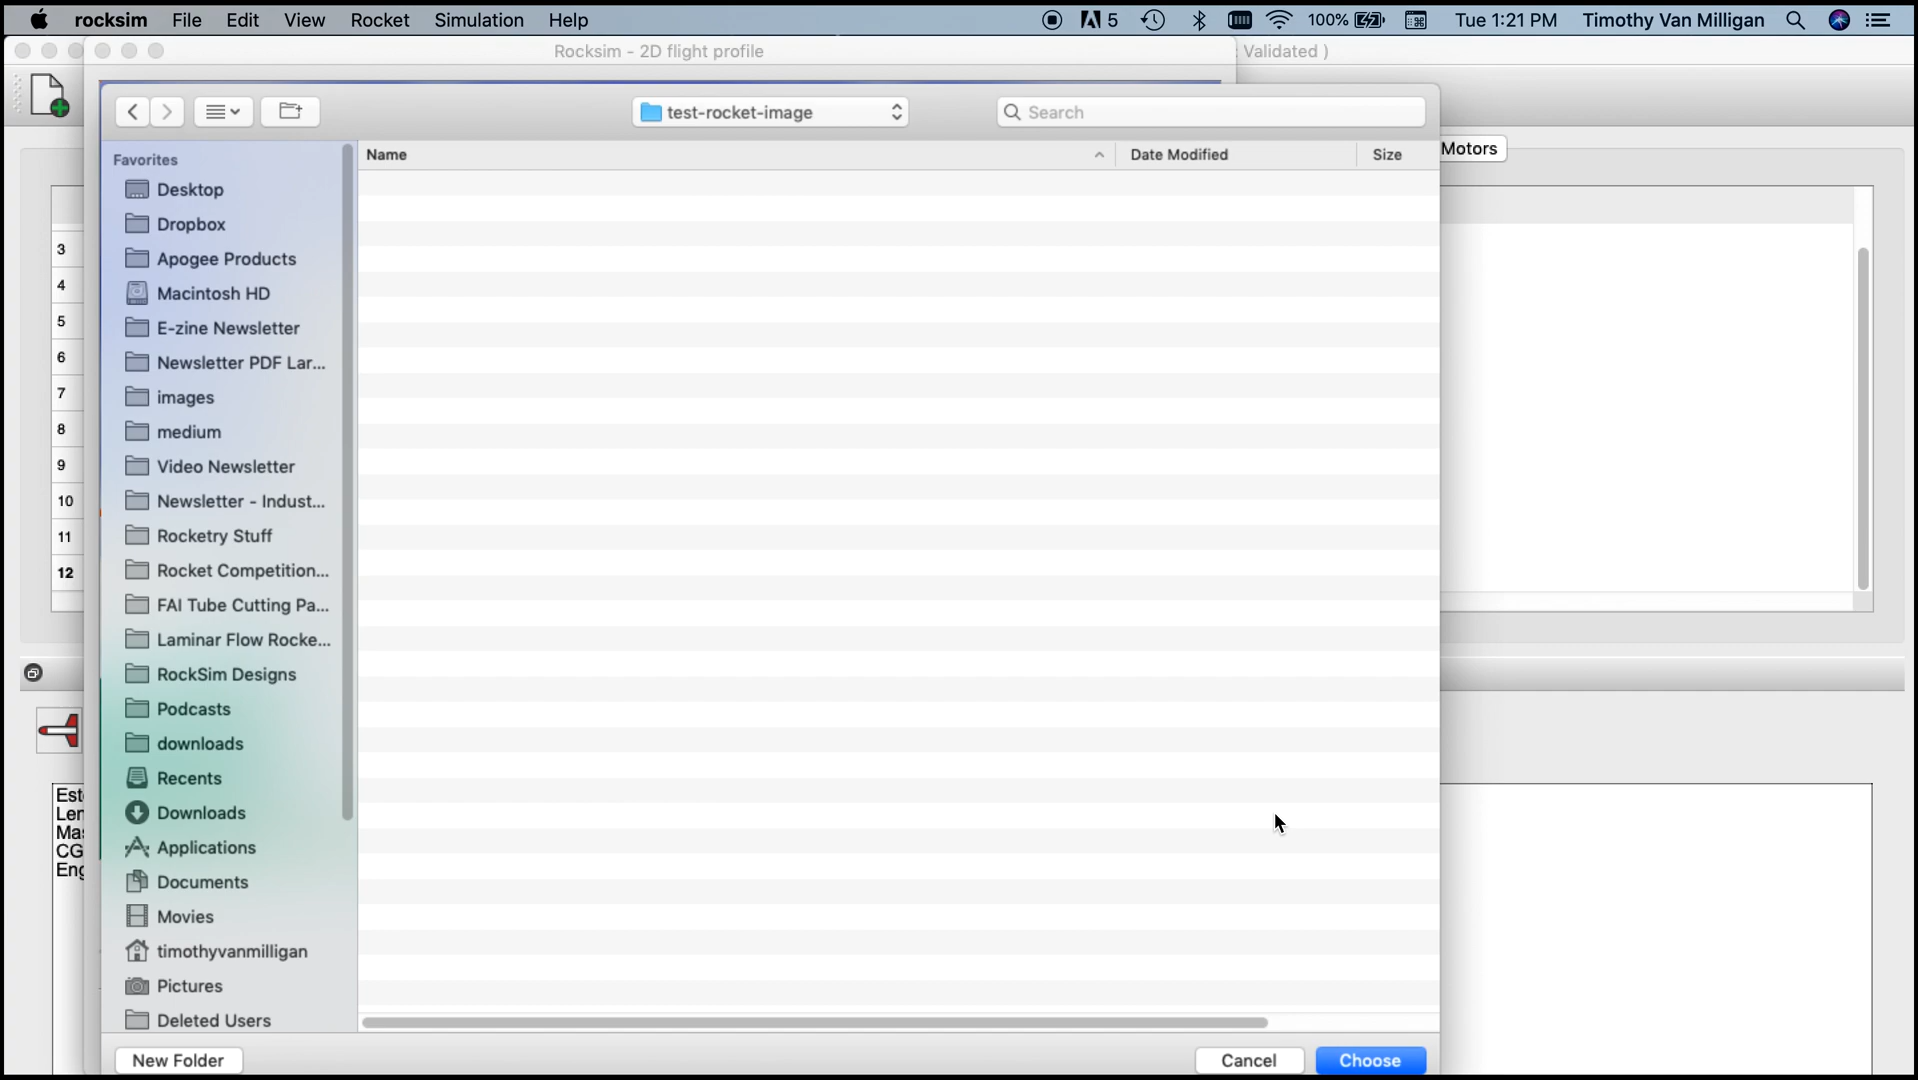 rocksim File Edit View Rocket Simulation Help 5 100% Tue 1:21 PM Timothy Van Milligan
Rocksim - 2D flight profile
Validated )
test-rocket-image
Search
Motors
Favorites
Name Date Modified Size
Desktop
Dropbox
3
Apogee Products
4
Macintosh HD
5
E-zine Newsletter
6
Newsletter PDF Lar...
7
images
8
medium
9
Video Newsletter
10
Newsletter - Indust...
11
Rocketry Stuff
12
Rocket Competition...
FAI Tube Cutting Pa...
Laminar Flow Rocke...
RockSim Designs
Podcasts
downloads
Recents
Est
Len
Downloads
Mas
CG
Applications
Eng
Documents
Movies
timothyvanmilligan
Pictures
Deleted Users
New Folder Cancel Choose